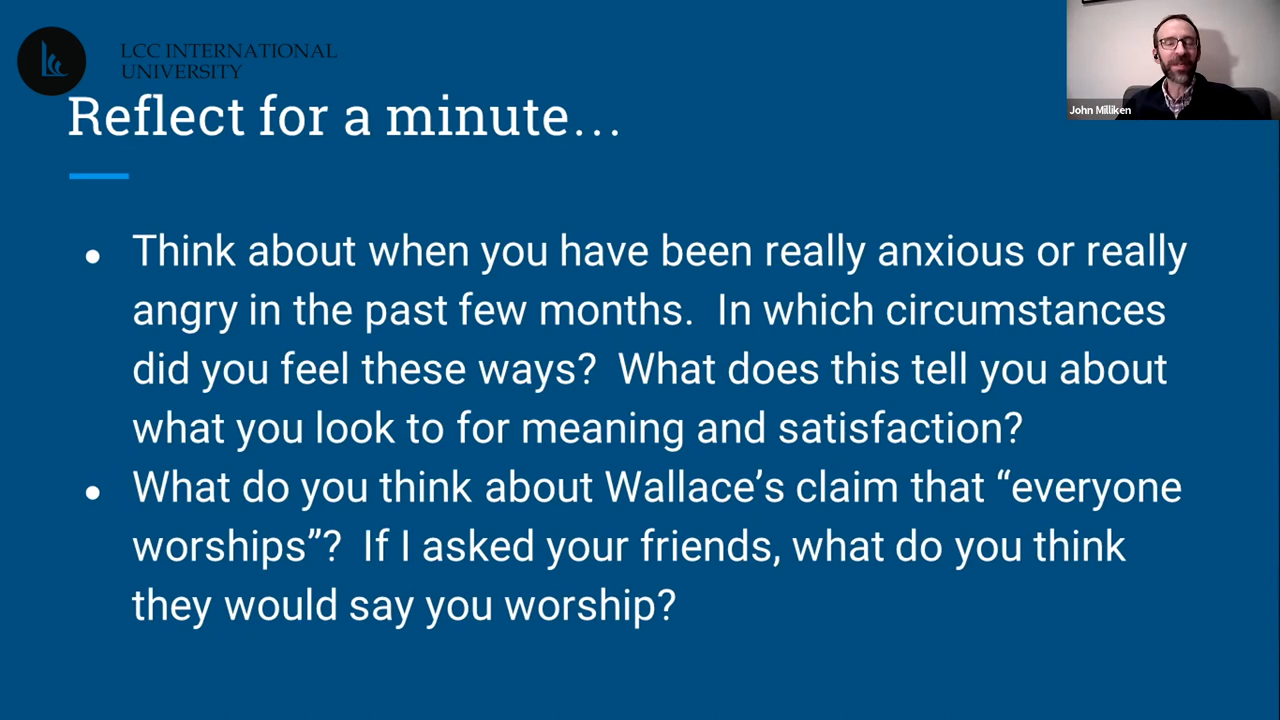 LCC INTERNATIONAL
UNIVERSITY
John Milliken
Reflect for a minute…
● Think about when you have been really anxious or really
angry in the past few months.  In which circumstances
did you feel these ways?  What does this tell you about
what you look to for meaning and satisfaction?
● What do you think about Wallace’s claim that “everyone
worships”?  If I asked your friends, what do you think
they would say you worship?